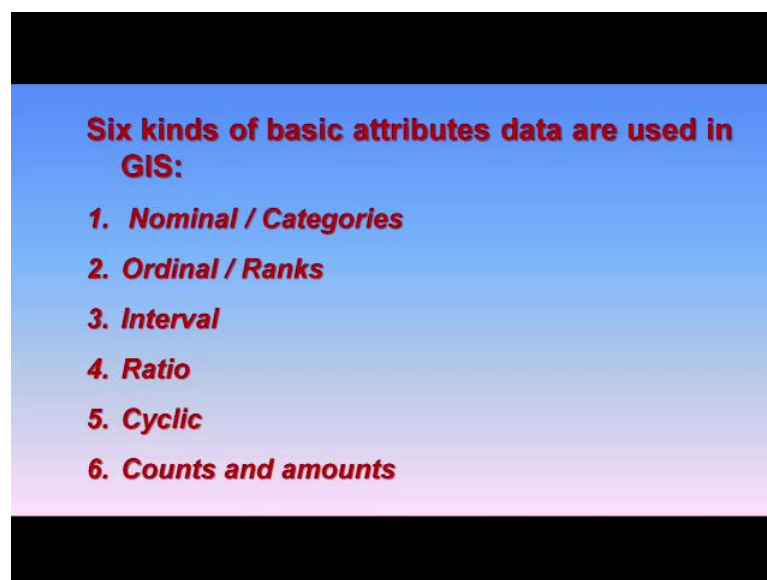 Six kinds of basic attributes data are used in
GIS:
1. Nominal / Categories
2. Ordinal / Ranks
3. Interval
4. Ratio
5. Cyclic
6. Counts and amounts